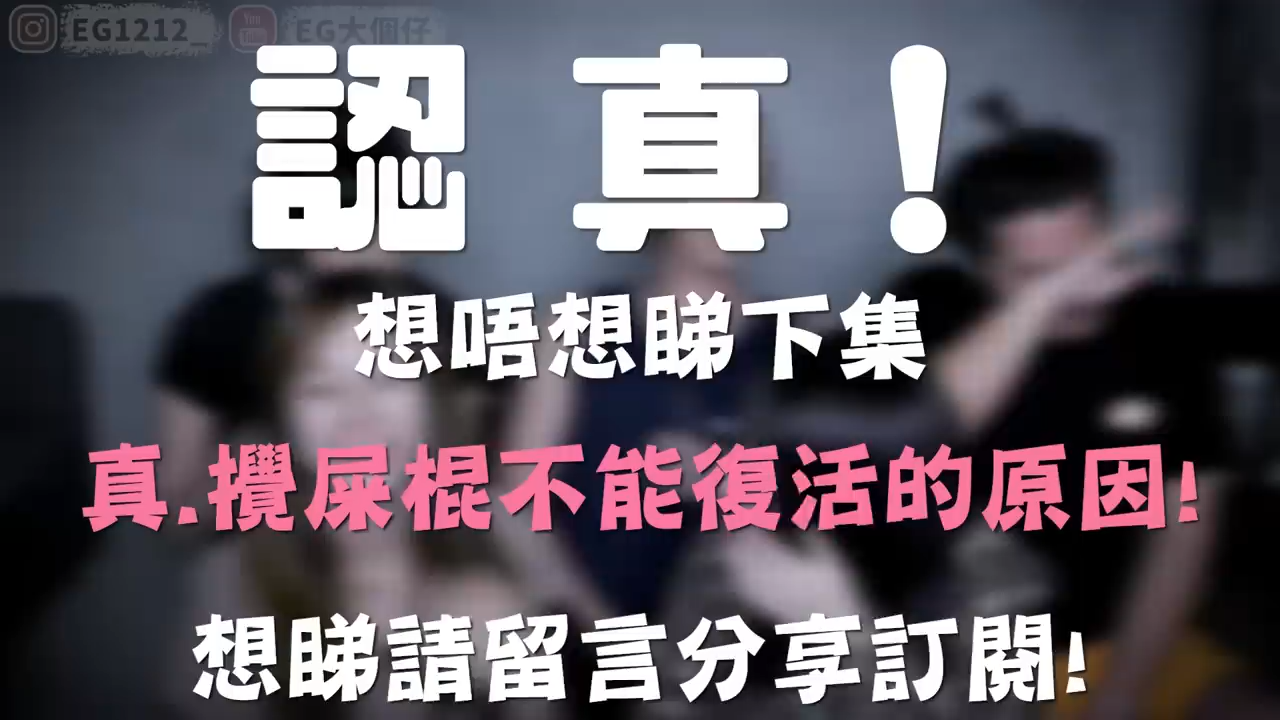 EG1212_ EG大個仔
認真！
想唔想睇下集
真.攪屎棍不能復活的原因!
想睇請留言分享訂閱!